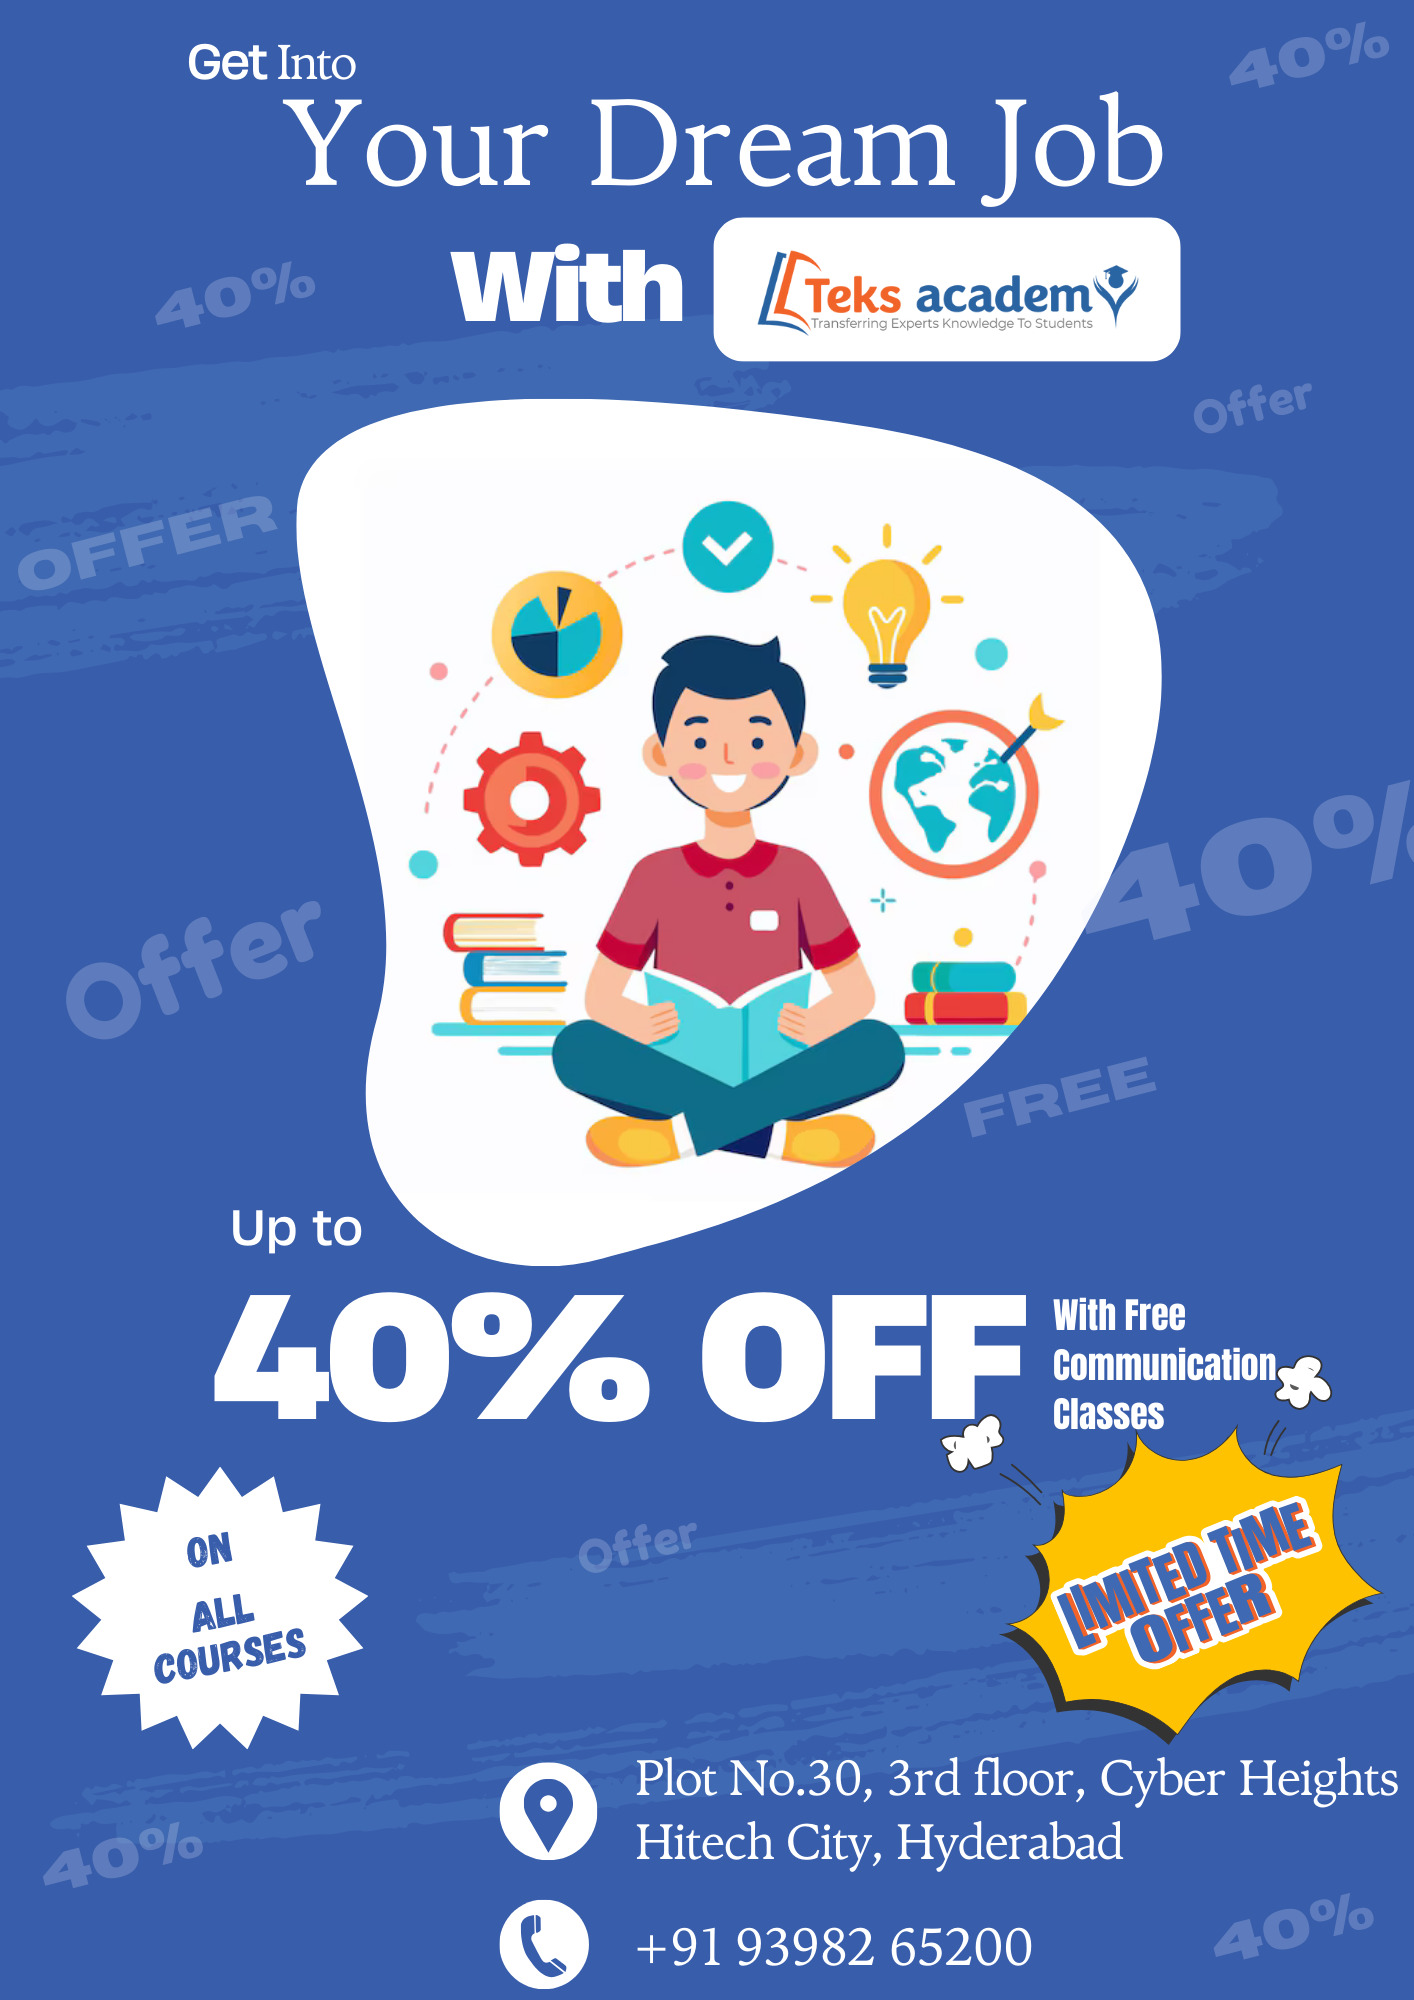 40%
Get Into
Your Dream Job
With
Teks academy
Transferring Experts Knowledge To Students
40%
Offer
OFFER
40%
Offer
FREE
Up to
40% OFF
With Free
Communication
Classes
ON
ALL
COURSES
Offer
LIMITED TIME
OFFER
Plot No.30, 3rd floor, Cyber Heights
Hitech City, Hyderabad
40%
+91 93982 65200
40%